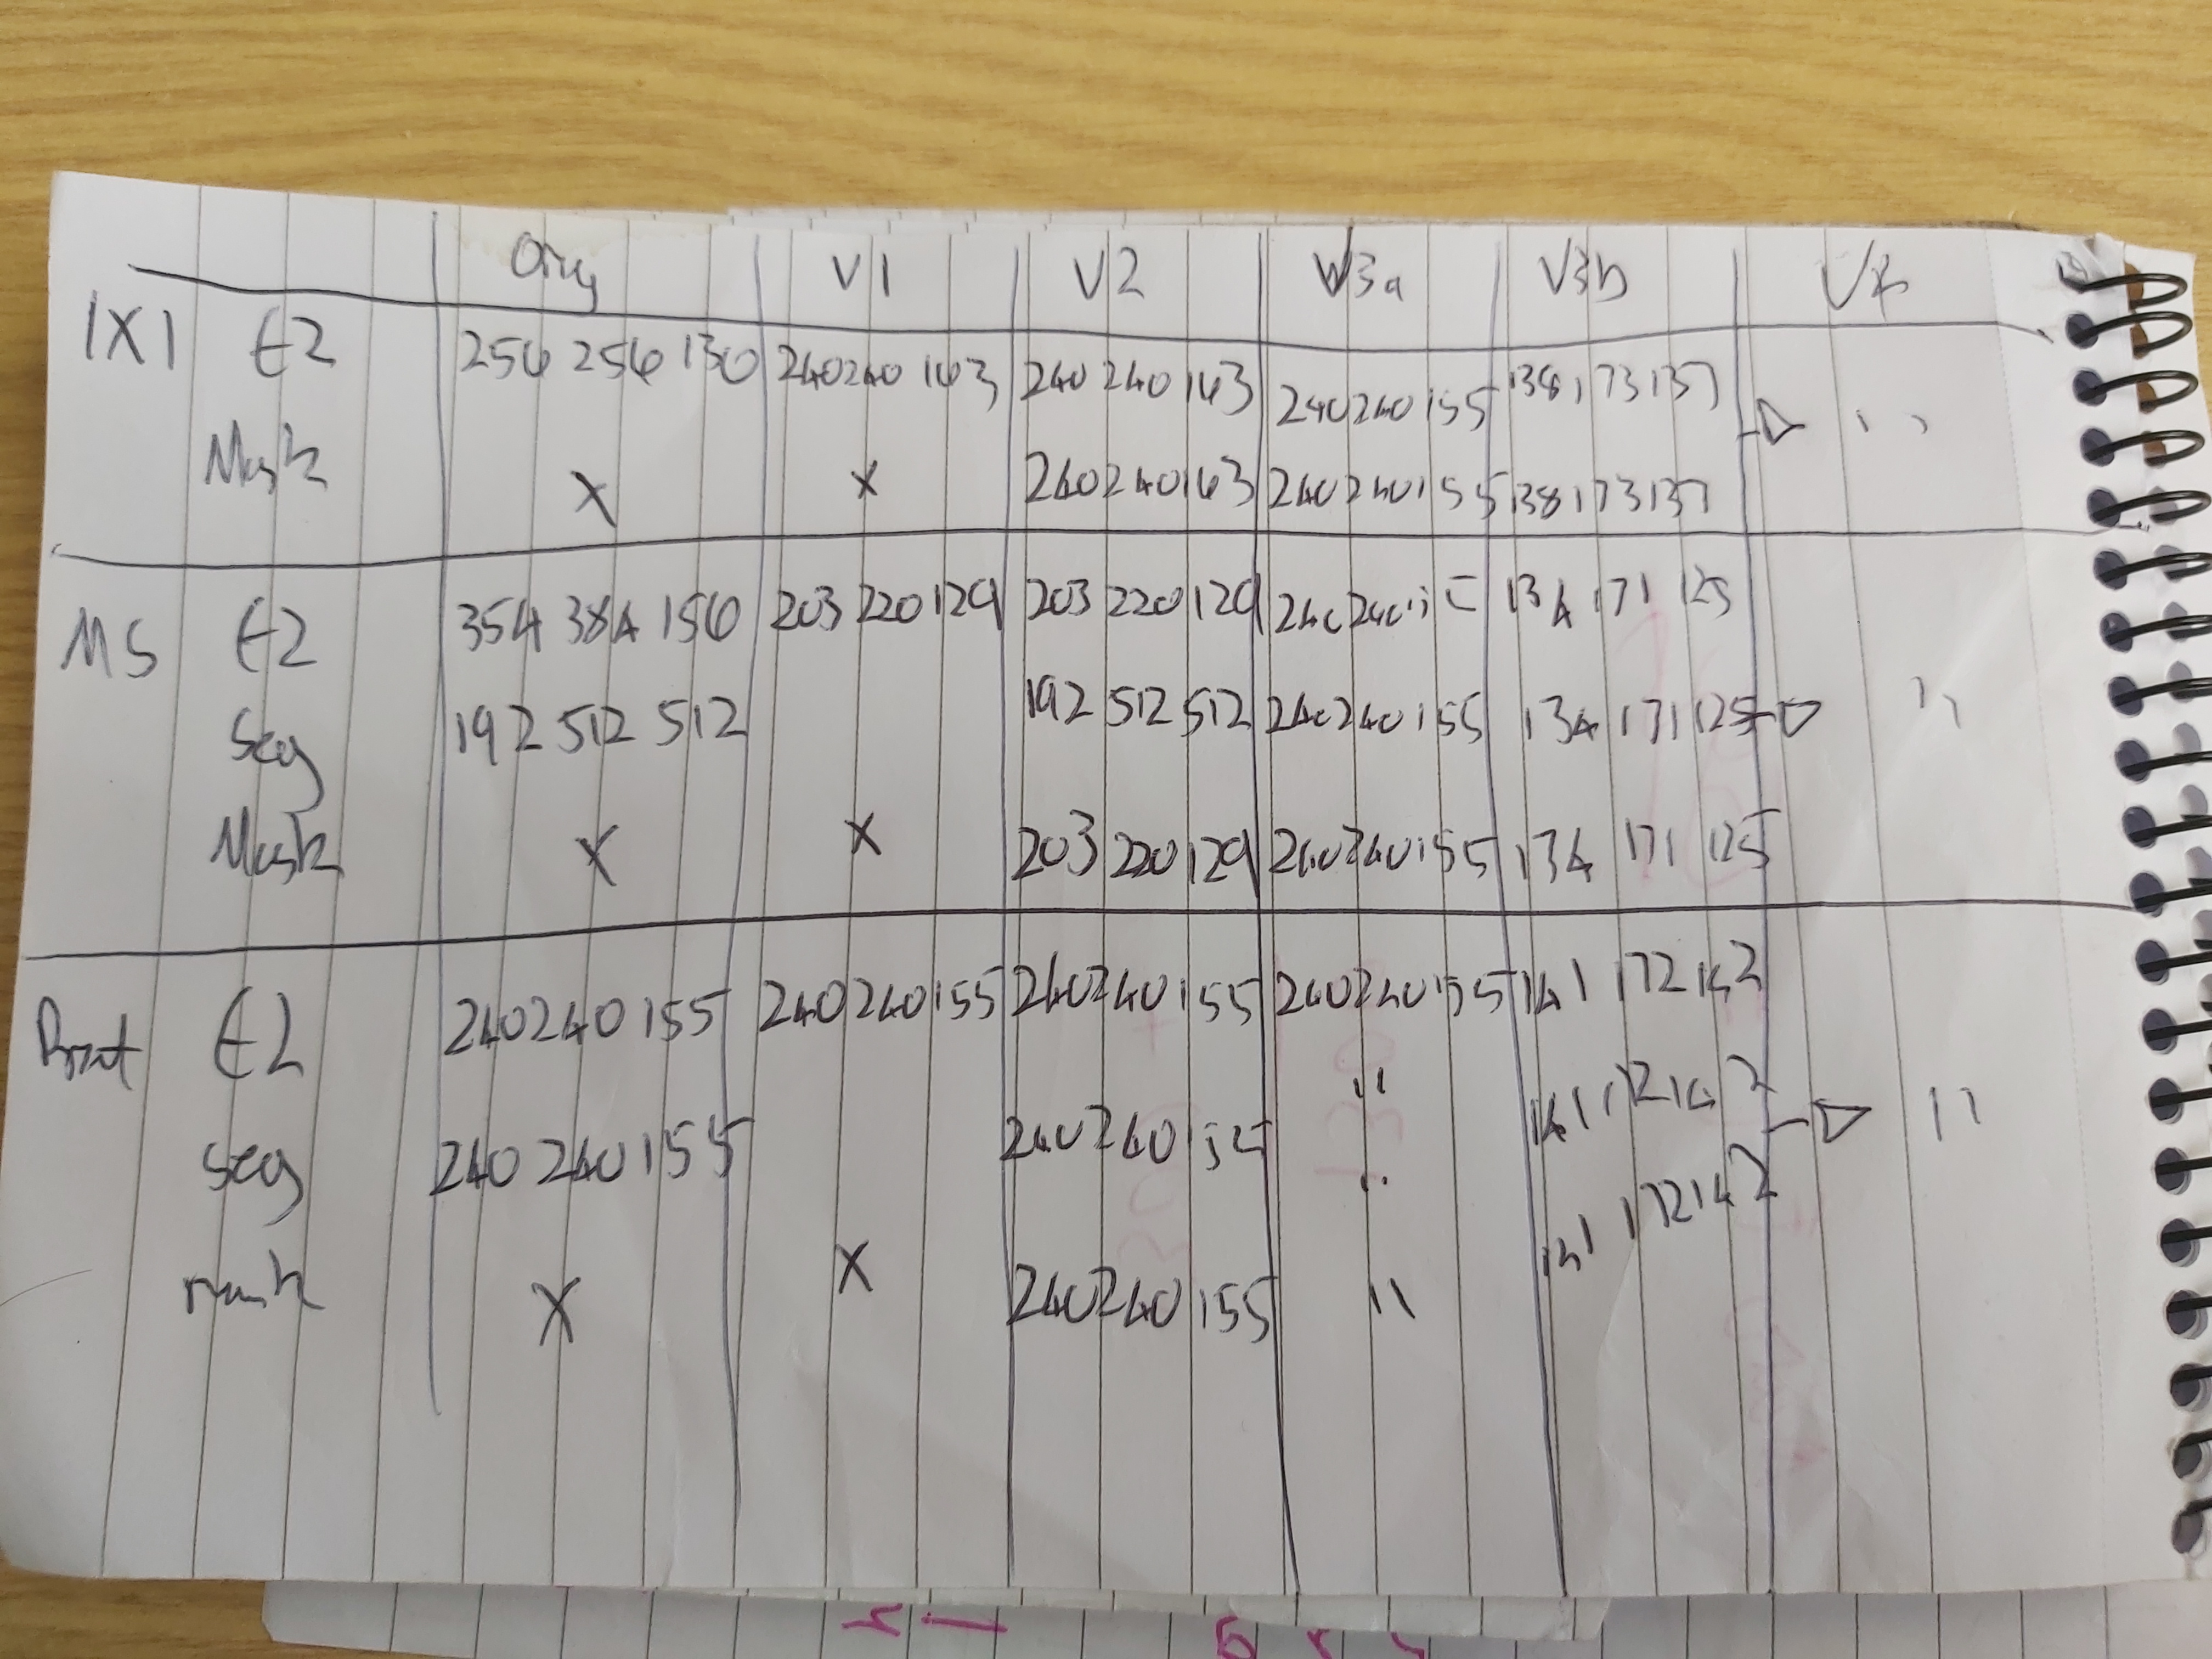 Orig V1 V2 V3a V3b V4
IXI t2 256 256 130 240 240 163 240 240 163 240 240 155 138 173 137 → ''
Mask X X 240 240 163 240 240 155 138 173 137
MS t2 354 384 156 203 220 129 203 220 129 240 240 155 134 171 125
Seg 192 512 512 192 512 512 240 240 155 134 171 125 → ''
Mask X X 203 220 129 240 240 155 134 171 125
Brat t2 240 240 155 240 240 155 240 240 155 240 240 155 141 172 142
seg 240 240 155 240 240 155 '' 141 172 142 → ''
mask X X 240 240 155 '' 141 172 142